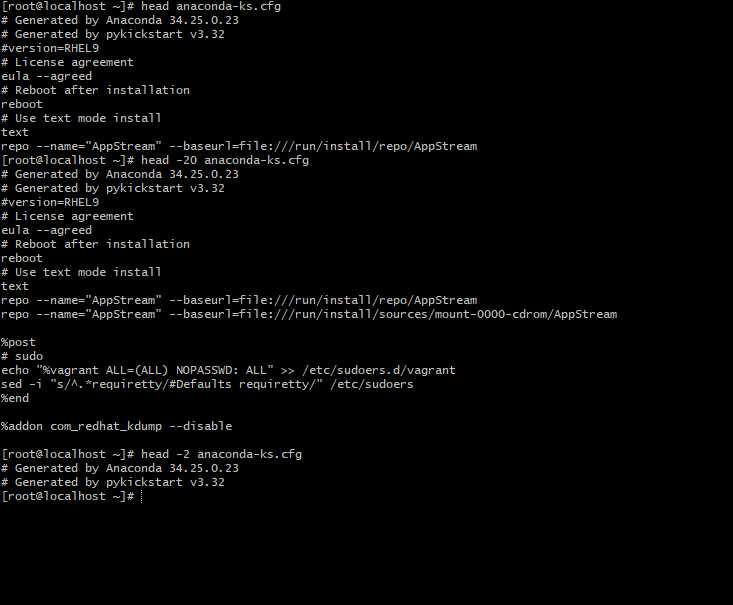 [root@localhost ~]# head anaconda-ks.cfg
# Generated by Anaconda 34.25.0.23
# Generated by pykickstart v3.32
#version=RHEL9
# License agreement
eula --agreed
# Reboot after installation
reboot
# Use text mode install
text
repo --name="AppStream" --baseurl=file:///run/install/repo/AppStream
[root@localhost ~]# head -20 anaconda-ks.cfg
# Generated by Anaconda 34.25.0.23
# Generated by pykickstart v3.32
#version=RHEL9
# License agreement
eula --agreed
# Reboot after installation
reboot
# Use text mode install
text
repo --name="AppStream" --baseurl=file:///run/install/repo/AppStream
repo --name="AppStream" --baseurl=file:///run/install/sources/mount-0000-cdrom/AppStream

%post
# sudo
echo "%vagrant ALL=(ALL) NOPASSWD: ALL" >> /etc/sudoers.d/vagrant
sed -i "s/^.*requiretty/#Defaults requiretty/" /etc/sudoers
%end

%addon com_redhat_kdump --disable

[root@localhost ~]# head -2 anaconda-ks.cfg
# Generated by Anaconda 34.25.0.23
# Generated by pykickstart v3.32
[root@localhost ~]#